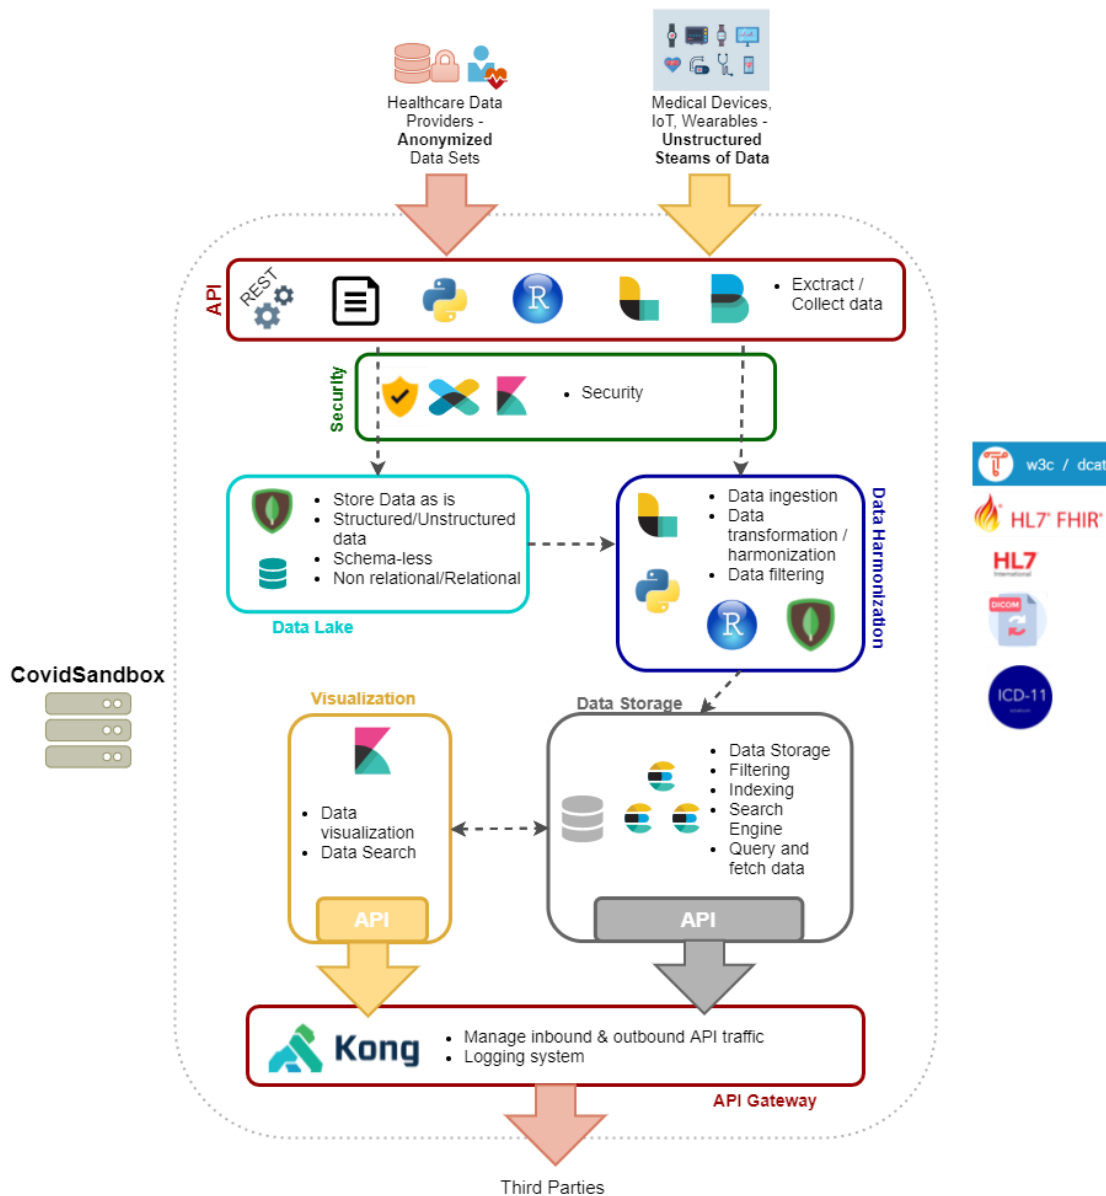 Healthcare Data
Providers -
Anonymized
Data Sets
Medical Devices,
IoT, Wearables -
Unstructured
Steams of Data
API
REST
R
• Exctract /
Collect data
Security
• Security
• Store Data as is
• Structured/Unstructured
data
• Schema-less
• Non relational/Relational
Data Lake
• Data ingestion
• Data
transformation /
harmonization
• Data filtering
R
Data Harmonization
w3c / dcat
HL7® FHIR®
HL7
International
DICOM
ICD-11
CovidSandbox
Visualization
• Data
visualization
• Data Search
API
Data Storage
• Data Storage
• Filtering
• Indexing
• Search
Engine
• Query and
fetch data
API
Kong
• Manage inbound & outbound API traffic
• Logging system
API Gateway
Third Parties